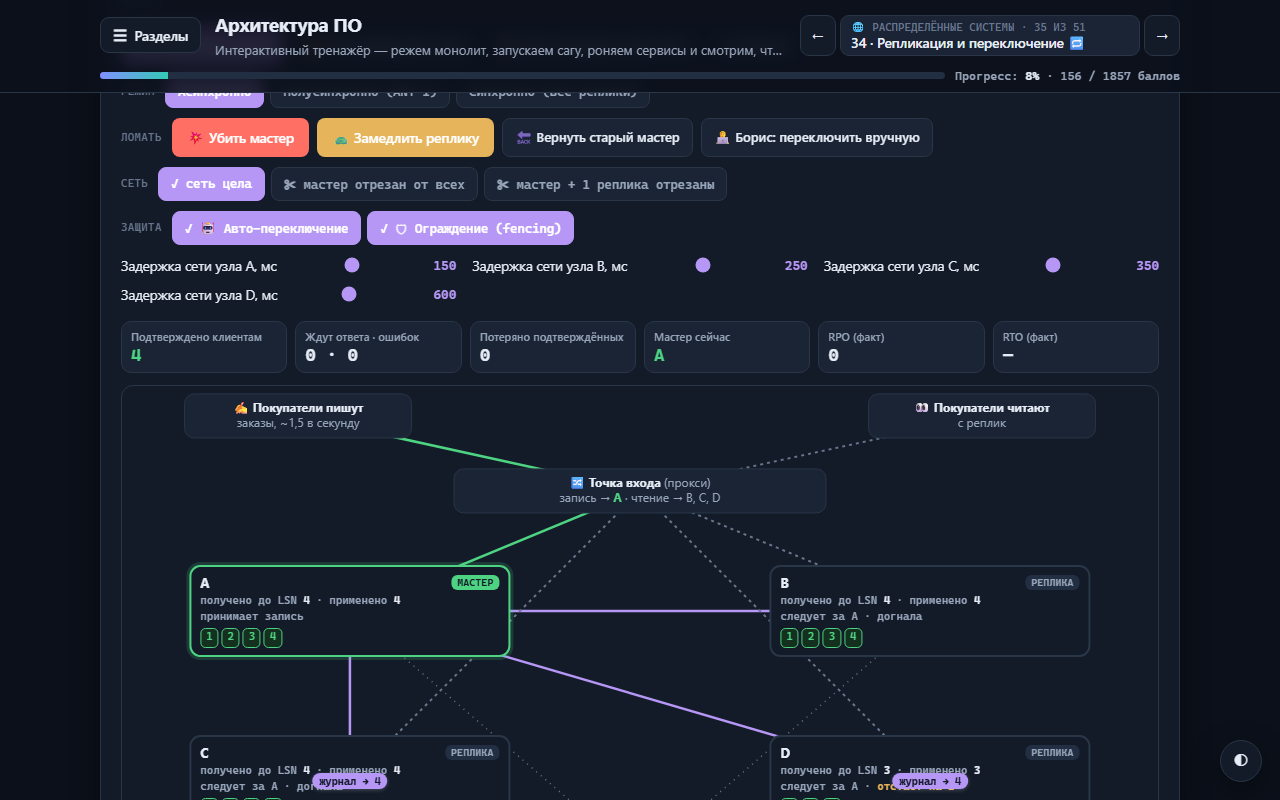 ☰ Разделы
Архитектура ПО
Интерактивный тренажёр — режем монолит, запускаем сагу, роняем сервисы и смотрим, чт…
←
🌐 РАСПРЕДЕЛЁННЫЕ СИСТЕМЫ · 35 ИЗ 51
34 · Репликация и переключение 🔁
→
Прогресс: 8% · 156 / 1857 баллов
РЕЖИМ Асинхронно Полусинхронно (ANY 1) Синхронно (все реплики)
ЛОМАТЬ 💥 Убить мастер 🐢 Замедлить реплику 🔙 Вернуть старый мастер Борис: переключить вручную
СЕТЬ ✓ сеть цела ✂ мастер отрезан от всех ✂ мастер + 1 реплика отрезаны
ЗАЩИТА ✓ 🤖 Авто-переключение ✓ 🛡 Ограждение (fencing)
Задержка сети узла A, мс 150 Задержка сети узла B, мс 250 Задержка сети узла C, мс 350
Задержка сети узла D, мс 600
Подтверждено клиентам
4
Ждут ответа · ошибок
0 · 0
Потеряно подтверждённых
0
Мастер сейчас
A
RPO (факт)
0
RTO (факт)
—
✍ Покупатели пишут
заказы, ~1,5 в секунду
👀 Покупатели читают
с реплик
🔀 Точка входа (прокси)
запись → A · чтение → B, C, D
A МАСТЕР
получено до LSN 4 · применено 4
принимает запись
1 2 3 4
B РЕПЛИКА
получено до LSN 4 · применено 4
следует за A · догнала
1 2 3 4
C РЕПЛИКА
получено до LSN 4 · применено 4
следует за A ·
журнал → 4
D РЕПЛИКА
получено до LSN 3 · применено 3
следует за A ·
журнал → 4